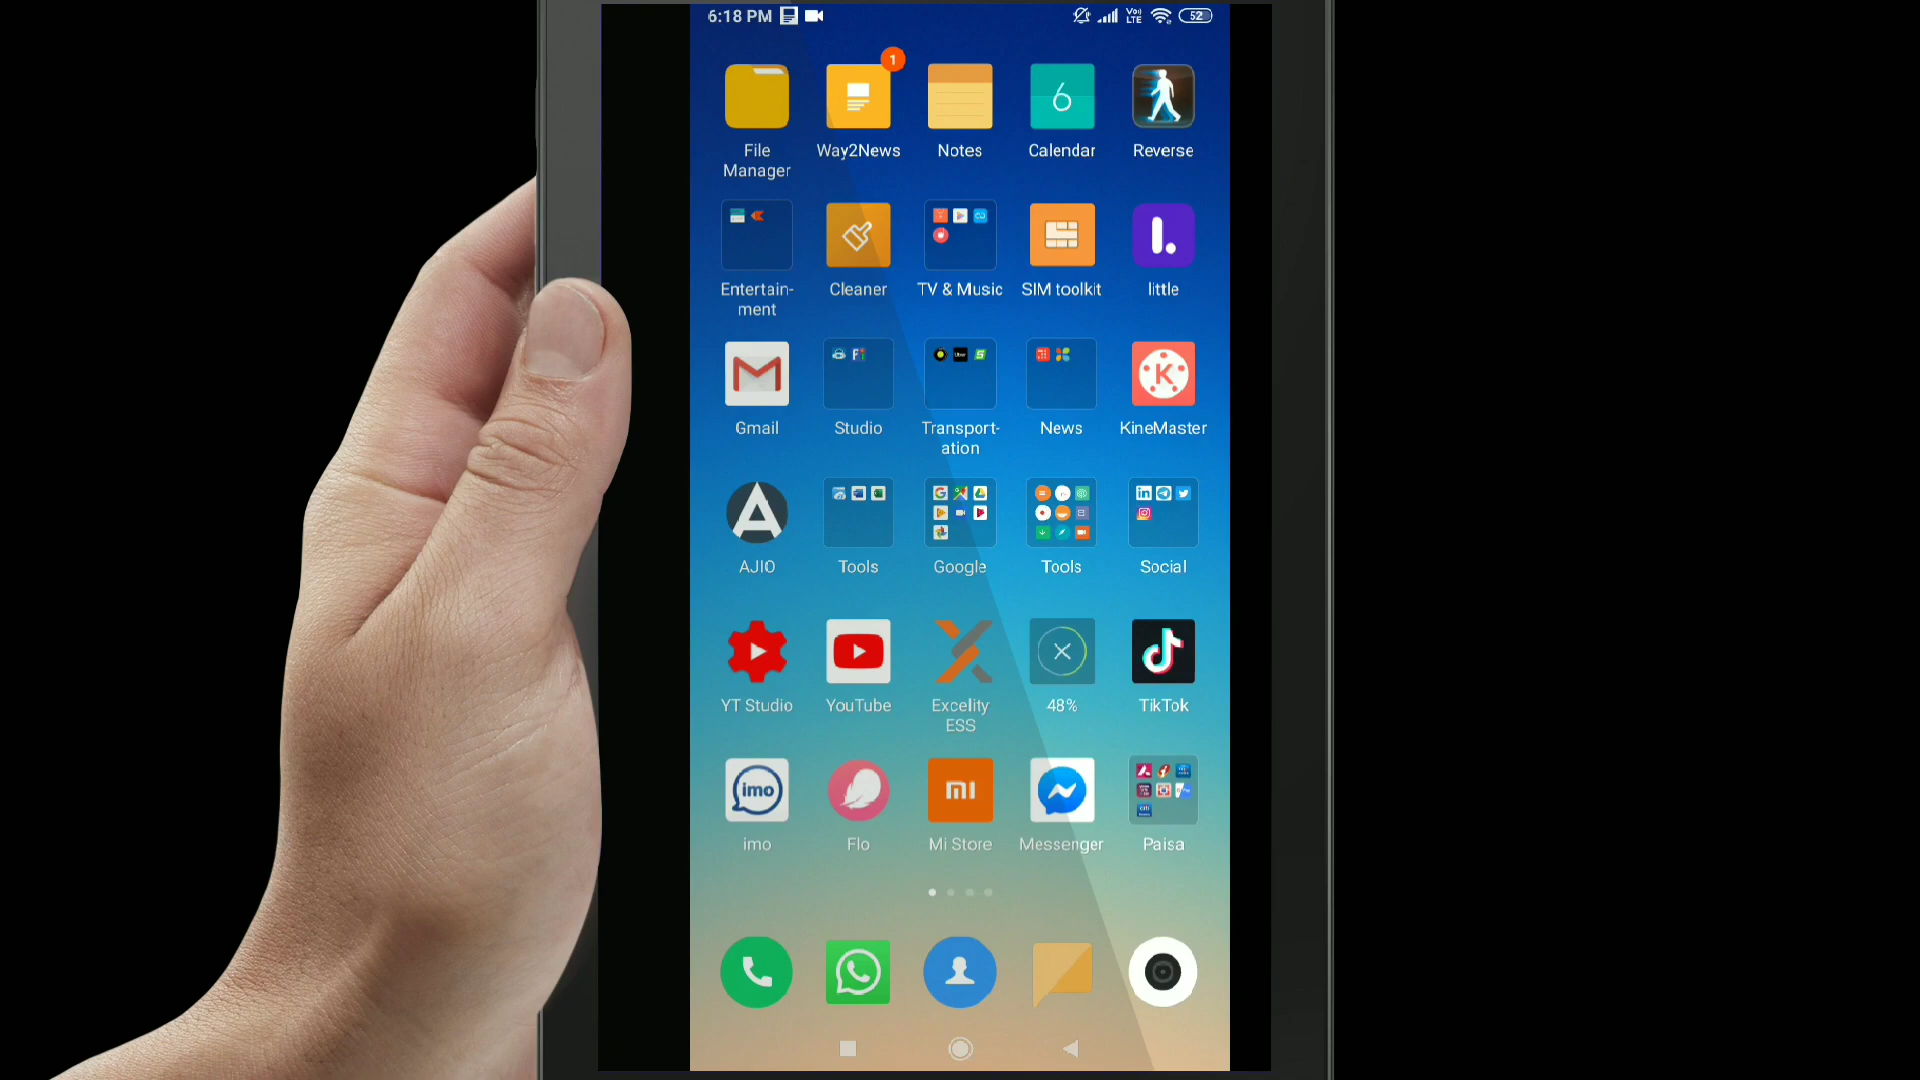 6:18 PM
Vo)
LTE
52
1
6
File
Manager
Way2News
Notes
Calendar
Reverse
Entertain-
ment
Cleaner
TV & Music
SIM toolkit
little
l.
Gmail
Studio
Transport-
ation
News
KineMaster
K
AJIO
Tools
Google
Tools
Social
YT Studio
YouTube
Excelity
ESS
48%
TikTok
imo
mi
imo
Flo
Mi Store
Messenger
Paisa